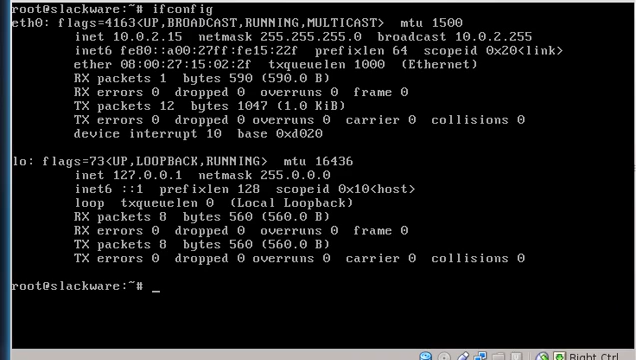 root@slackware:~# ifconfig
eth0: flags=4163<UP,BROADCAST,RUNNING,MULTICAST>  mtu 1500
        inet 10.0.2.15  netmask 255.255.255.0  broadcast 10.0.2.255
        inet6 fe80::a00:27ff:fe15:22f  prefixlen 64  scopeid 0x20<link>
        ether 08:00:27:15:02:2f  txqueuelen 1000  (Ethernet)
        RX packets 1  bytes 590 (590.0 B)
        RX errors 0  dropped 0  overruns 0  frame 0
        TX packets 12  bytes 1047 (1.0 KiB)
        TX errors 0  dropped 0 overruns 0  carrier 0  collisions 0
        device interrupt 10  base 0xd020
lo: flags=73<UP,LOOPBACK,RUNNING>  mtu 16436
        inet 127.0.0.1  netmask 255.0.0.0
        inet6 ::1  prefixlen 128  scopeid 0x10<host>
        loop  txqueuelen 0  (Local Loopback)
        RX packets 8  bytes 560 (560.0 B)
        RX errors 0  dropped 0  overruns 0  frame 0
        TX packets 8  bytes 560 (560.0 B)
        TX errors 0  dropped 0 overruns 0  carrier 0  collisions 0
root@slackware:~# _
Right Ctrl